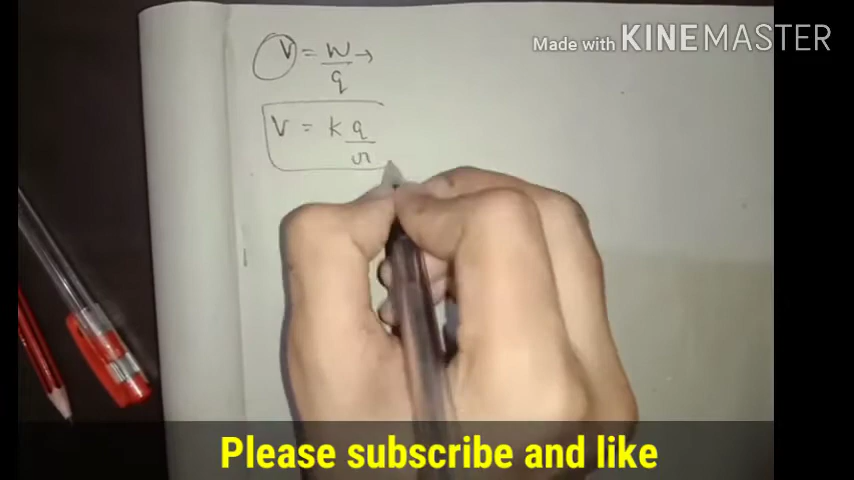 Made with KINEMASTER
V = W/q →
V = k q/r
Please subscribe and like